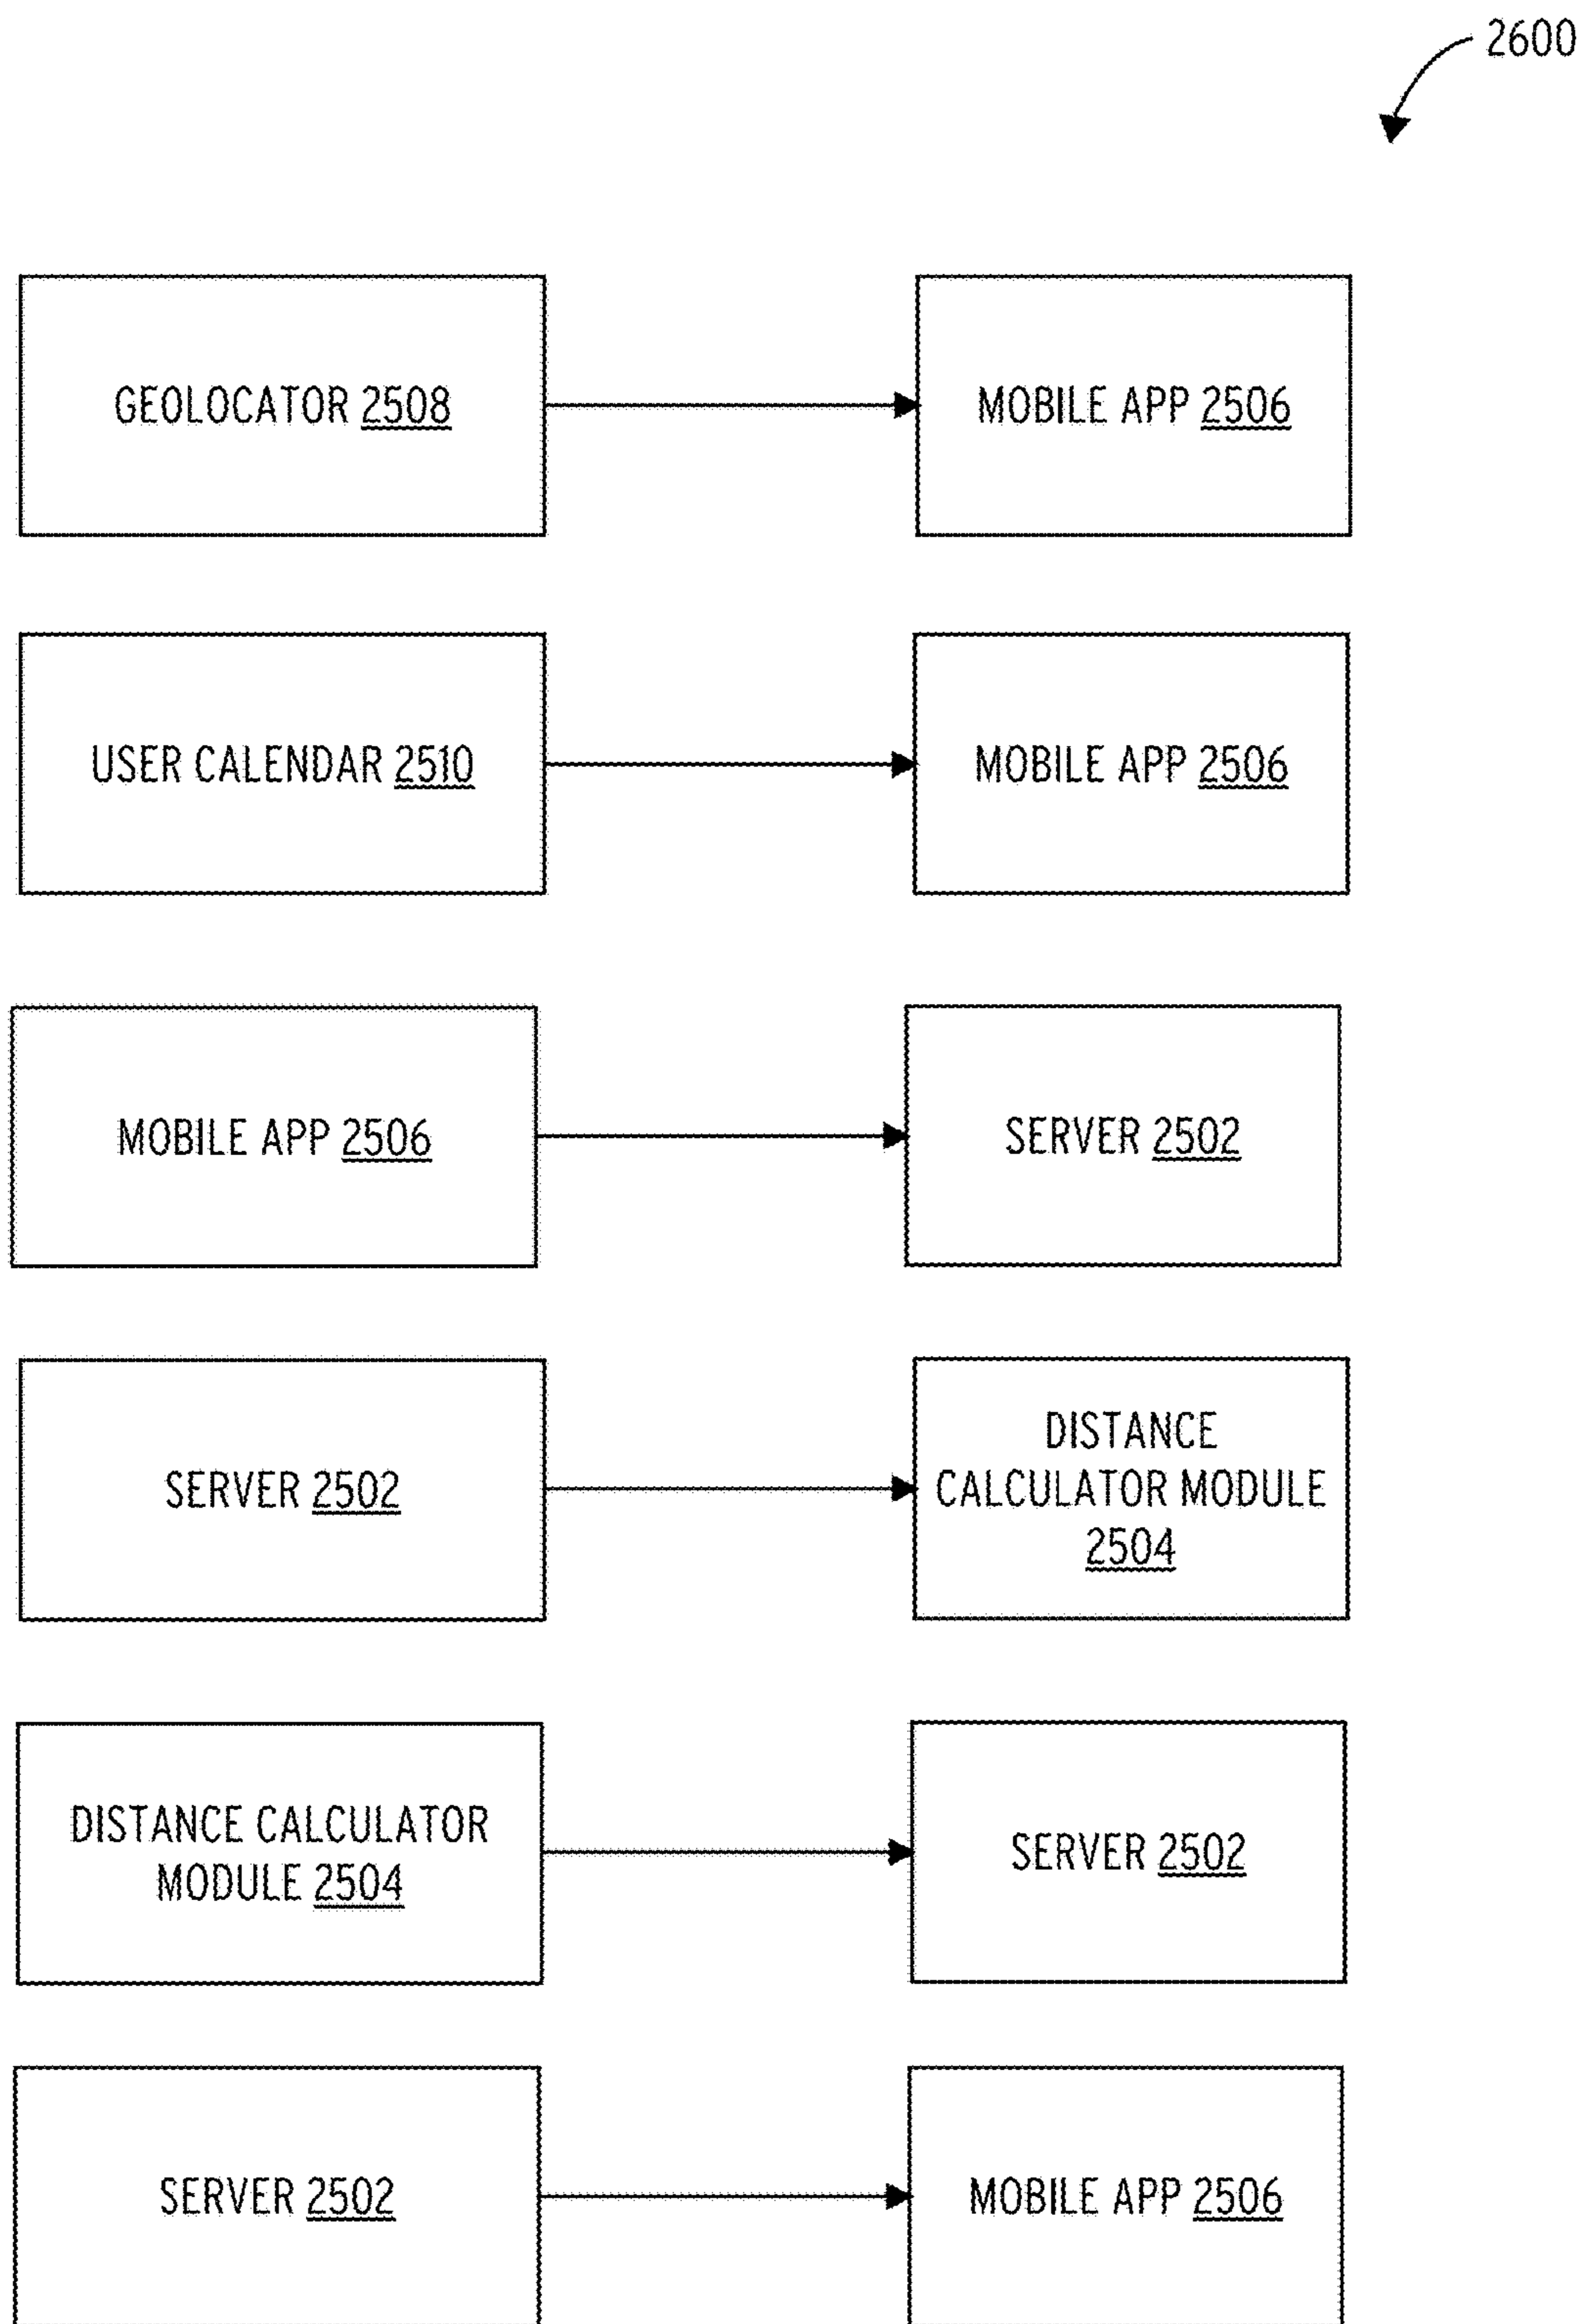 2600
GEOLOCATOR 2508
MOBILE APP 2506
USER CALENDAR 2510
MOBILE APP 2506
MOBILE APP 2506
SERVER 2502
SERVER 2502
DISTANCE
CALCULATOR MODULE
2504
DISTANCE CALCULATOR
MODULE 2504
SERVER 2502
SERVER 2502
MOBILE APP 2506